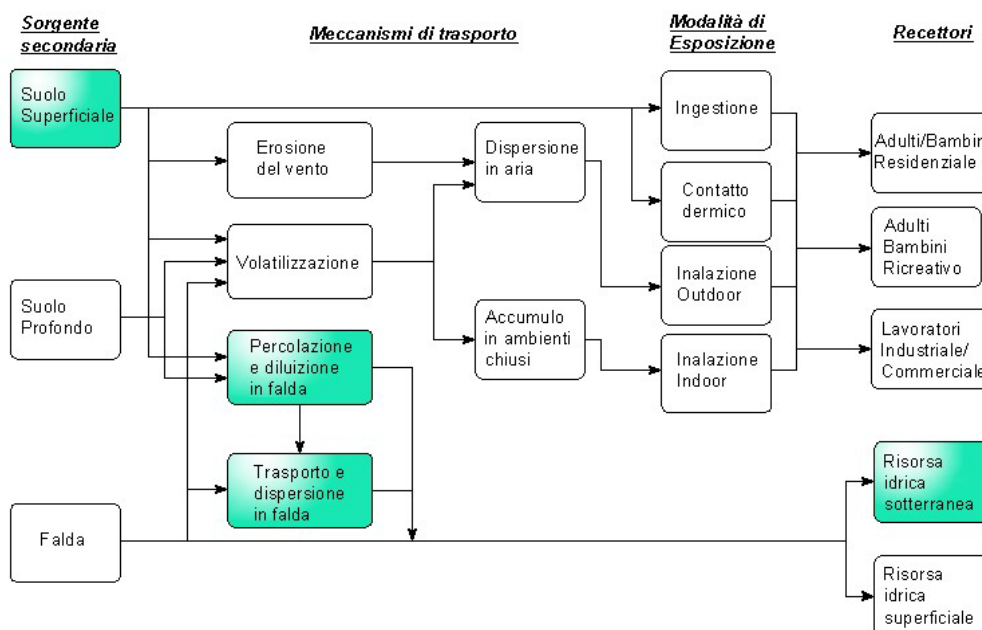 Sorgente
secondaria
Meccanismi di trasporto
Modalità di
Esposizione
Recettori
Suolo
Superficiale
Erosione
del vento
Dispersione
in aria
Ingestione
Adulti/Bambini
Residenziale
Contatto
dermico
Volatilizzazione
Inalazione
Outdoor
Adulti
Bambini
Ricreativo
Suolo
Profondo
Percolazione
e diluizione
in falda
Accumulo
in ambienti
chiusi
Inalazione
Indoor
Lavoratori
Industriale/
Commerciale
Trasporto e
dispersione
in falda
Risorsa
idrica
sotterranea
Falda
Risorsa
idrica
superficiale